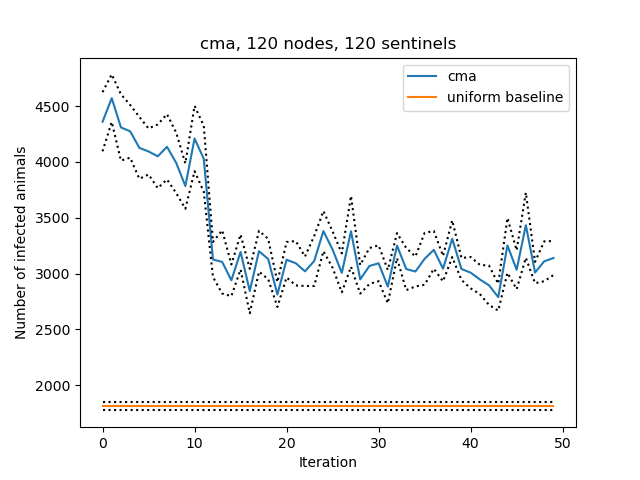 cma, 120 nodes, 120 sentinels
cma
uniform baseline
Number of infected animals
4500
4000
3500
3000
2500
2000
0
10
20
30
40
50
Iteration